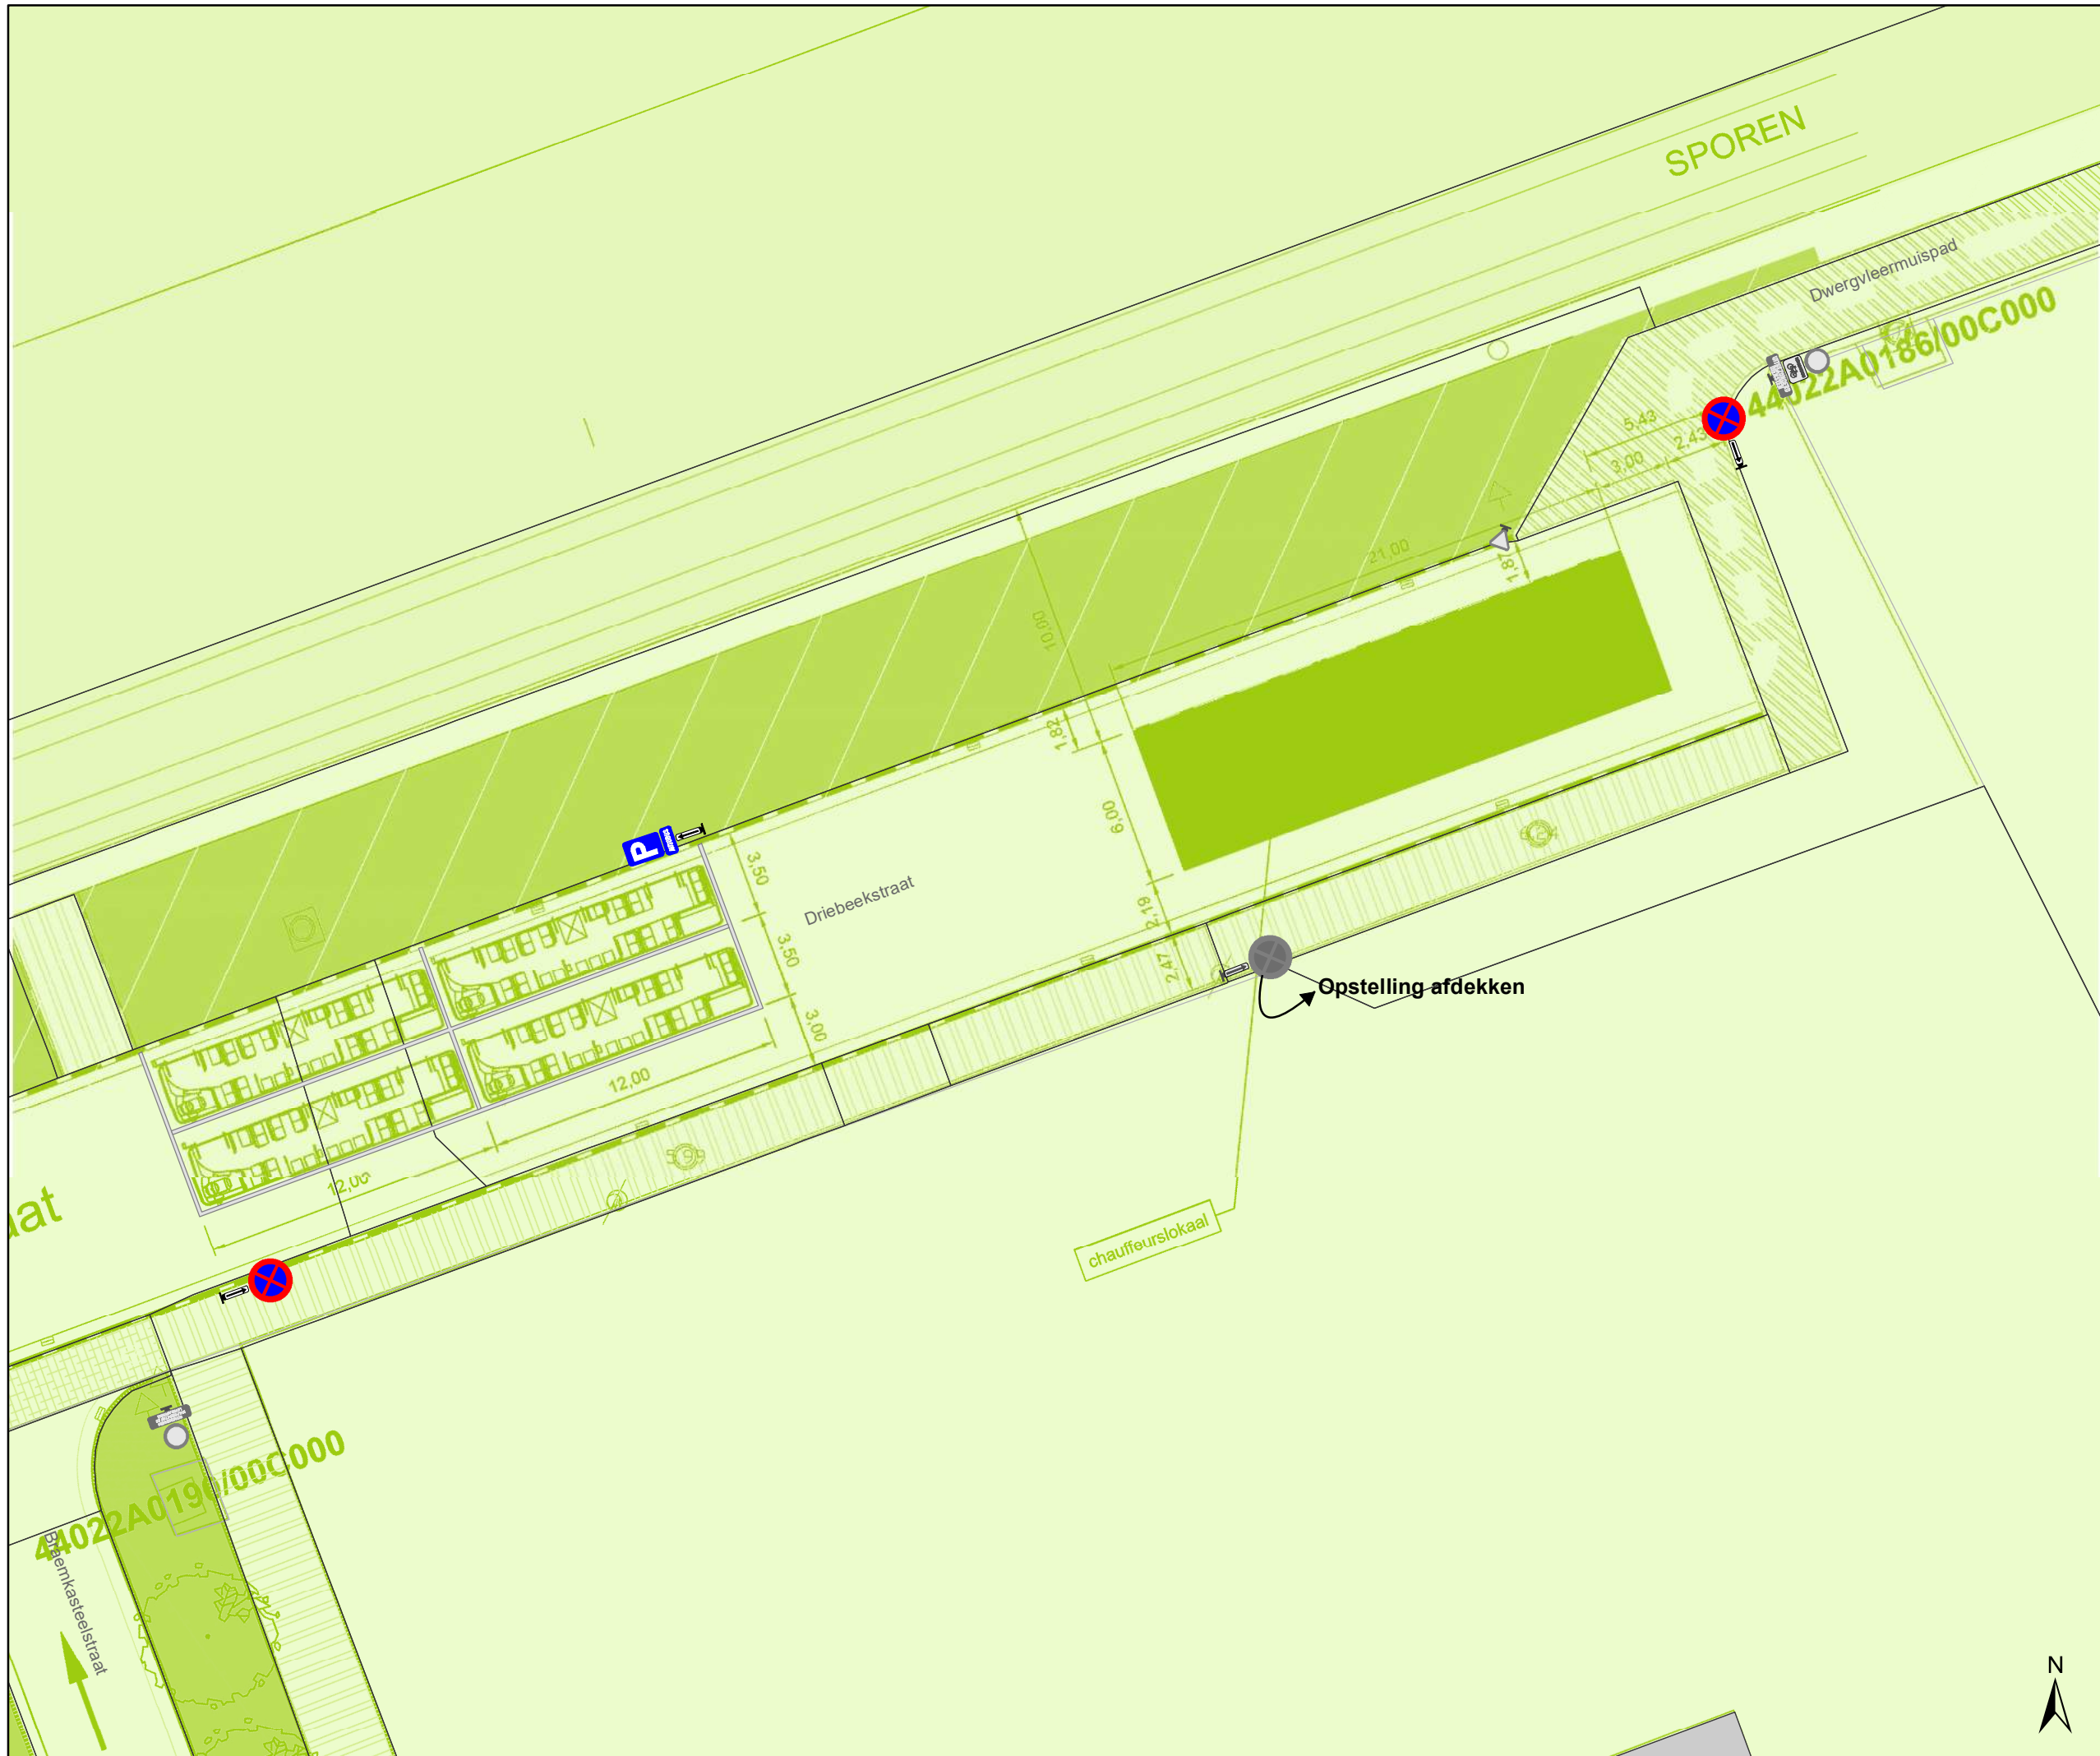 SPOREN
Dwergvleermuispad
44022A0186/00C000
5,43
2,43
3,00
21,00
1,87
10,00
1,82
6,00
P
3,50
Driebeekstraat
2,19
3,50
2,47
Opstelling afdekken
3,00
12,00
12,00
aat
chauffeurslokaal
44022A0190/00C000
Braemkasteelstraat
N